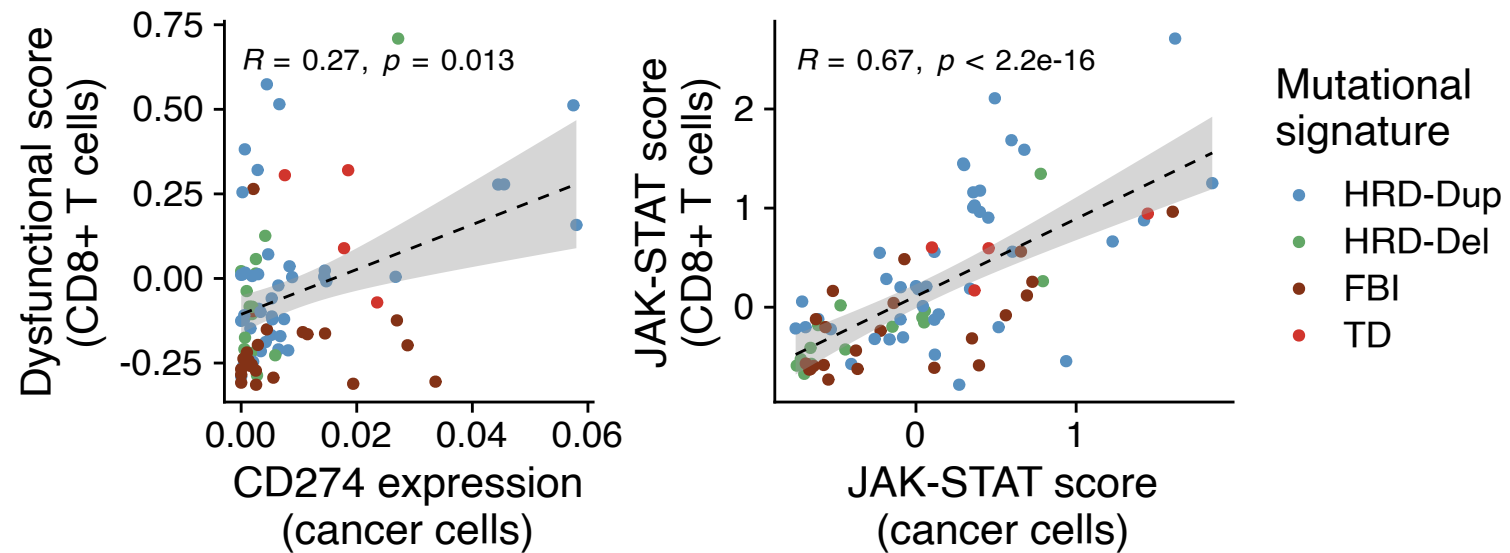 Dysfunctional score
(CD8+ T cells)
0.75
0.50
0.25
0.00
-0.25
R = 0.27, p = 0.013
0.00 0.02 0.04 0.06
CD274 expression
(cancer cells)
JAK-STAT score
(CD8+ T cells)
2
1
0
R = 0.67, p < 2.2e-16
0 1
JAK-STAT score
(cancer cells)
Mutational
signature
HRD-Dup
HRD-Del
FBI
TD